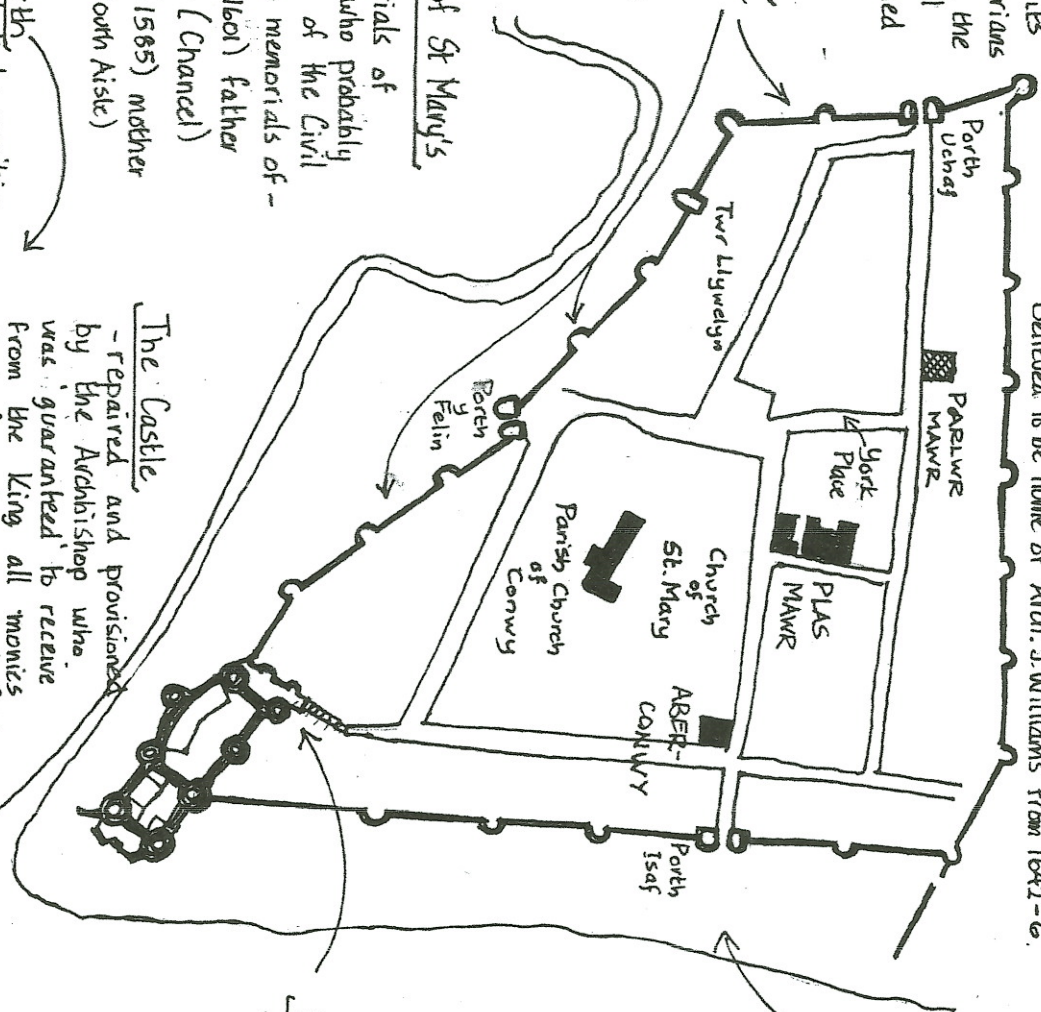 its
rians
the
ed
believed to be home of Arch. J. Williams from 1642-6.
Porth
Uchaf
PARLWR
MAWR
York
Place
PLAS
MAWR
Twr Llywelyn
Church
of
St. Mary
ABER-
CONWY
Porth
Isaf
Parish Church
of
Conwy
Porth
y
Felin
of St Mary's
ials of
who probably
of the Civil
memorials of -
1601) father
(Chancel)
1585) mother
outh Aisle)
The Castle
- repaired and provisioned
by the Archbishop who
was 'guaranteed' to receive
from the King all monies